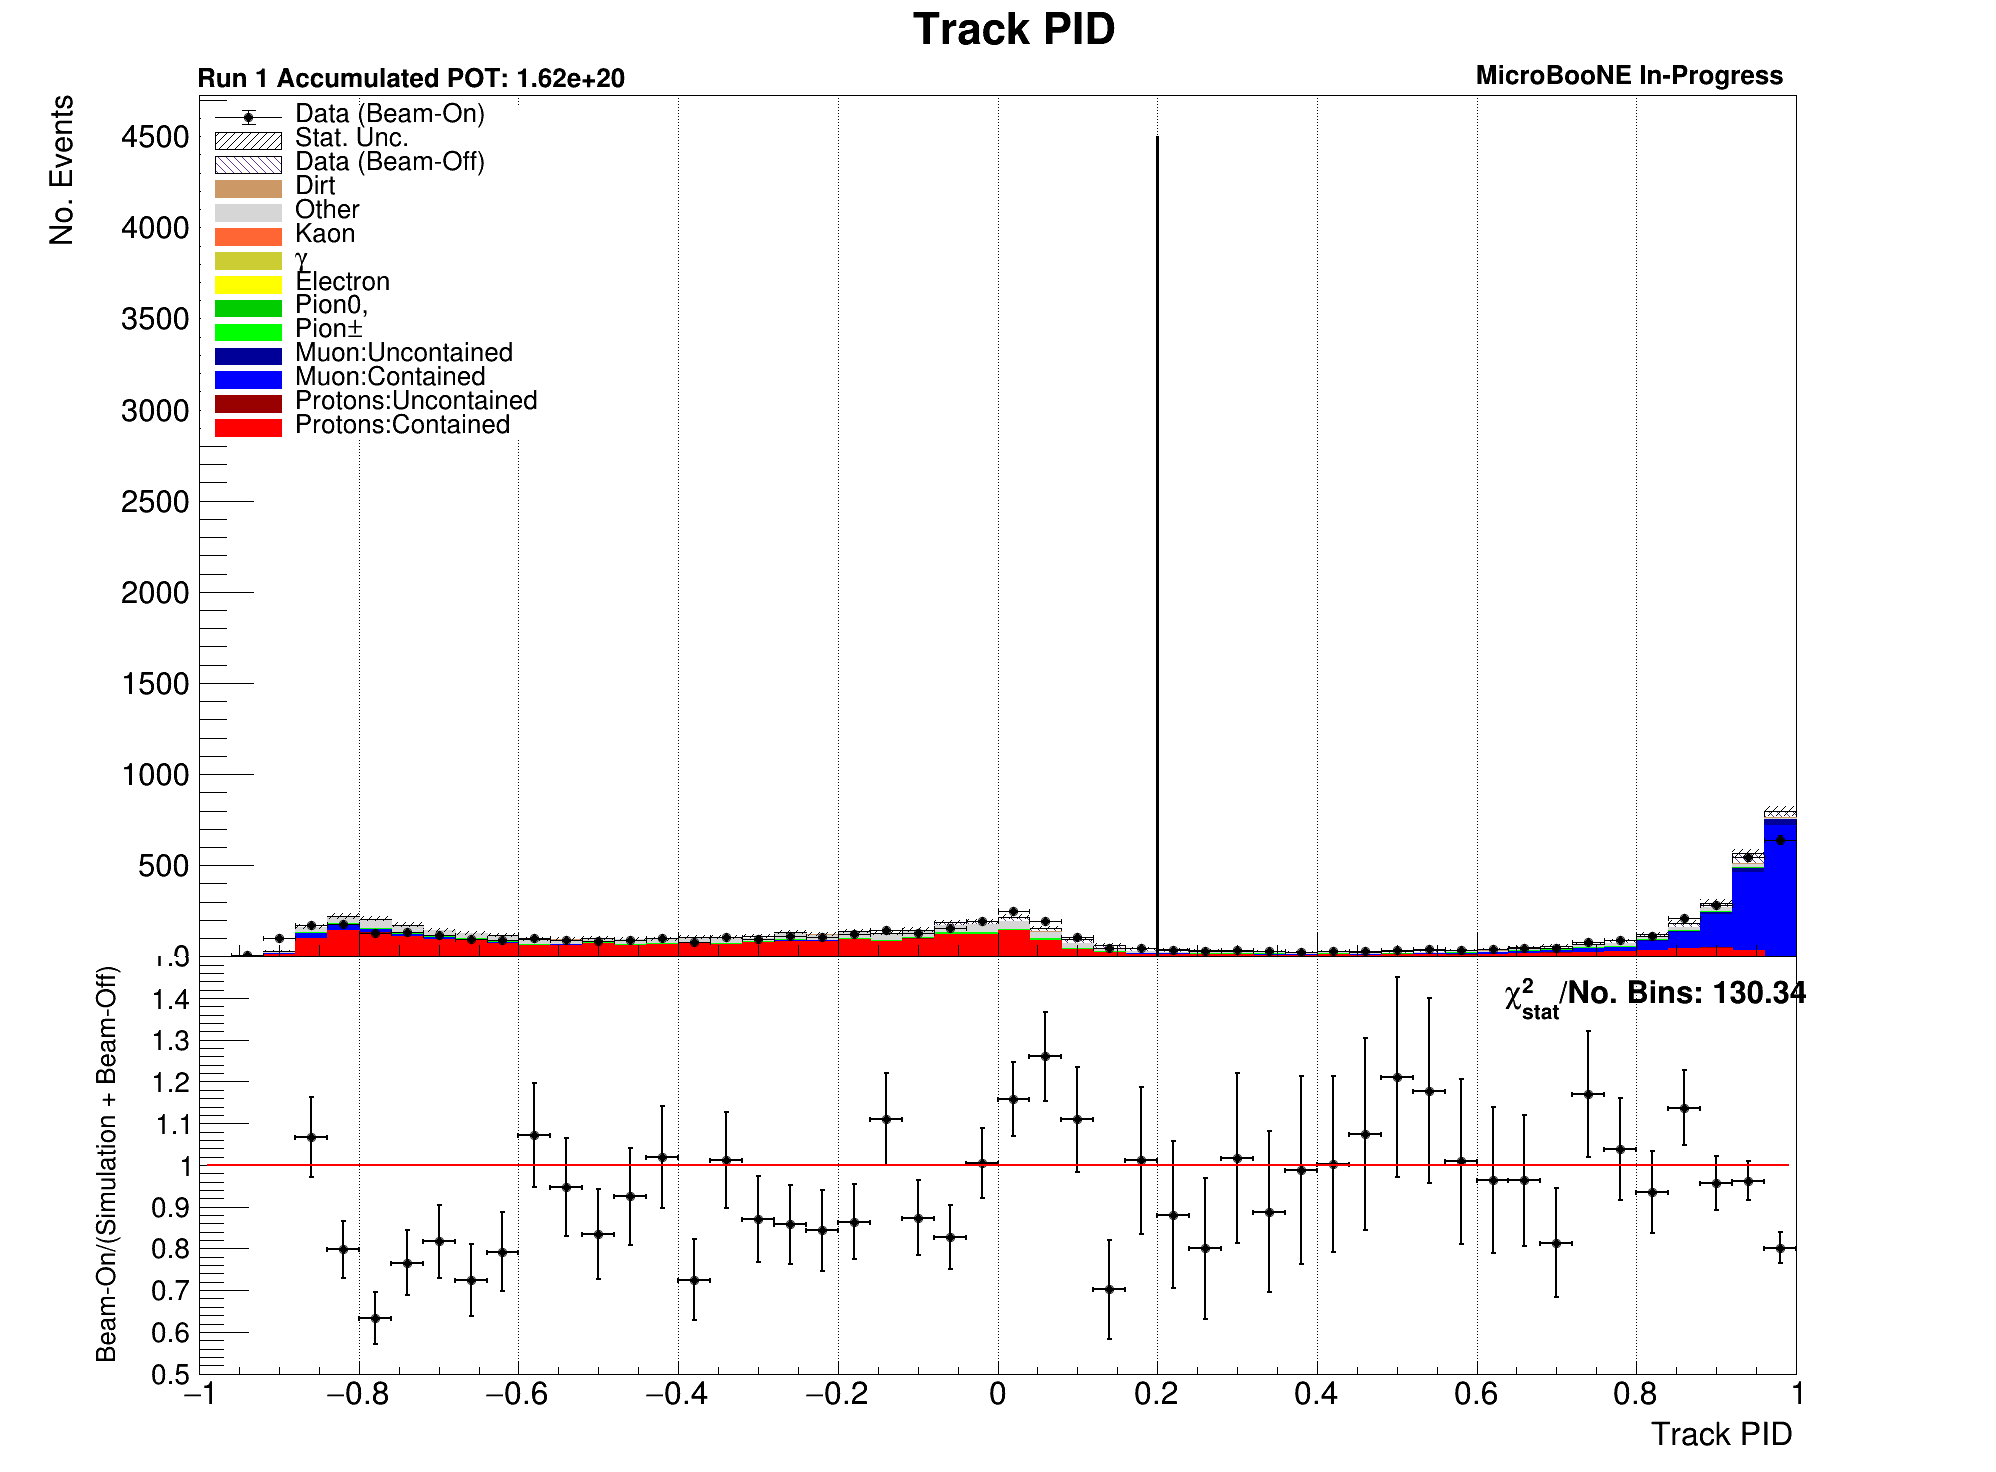 Track PID
Run 1 Accumulated POT: 1.62e+20
MicroBooNE In-Progress
No. Events
4500
4000
3500
3000
2500
2000
1500
1000
500
0
Data (Beam-On)
Stat. Unc.
Data (Beam-Off)
Dirt
Other
Kaon
γ
Electron
Pion0,
Pion±
Muon:Uncontained
Muon:Contained
Protons:Uncontained
Protons:Contained
Beam-On/(Simulation + Beam-Off)
χ²stat/No. Bins: 130.34
1.4
1.3
1.2
1.1
1
0.9
0.8
0.7
0.6
0.5
−1 −0.8 −0.6 −0.4 −0.2 0 0.2 0.4 0.6 0.8 1
Track PID